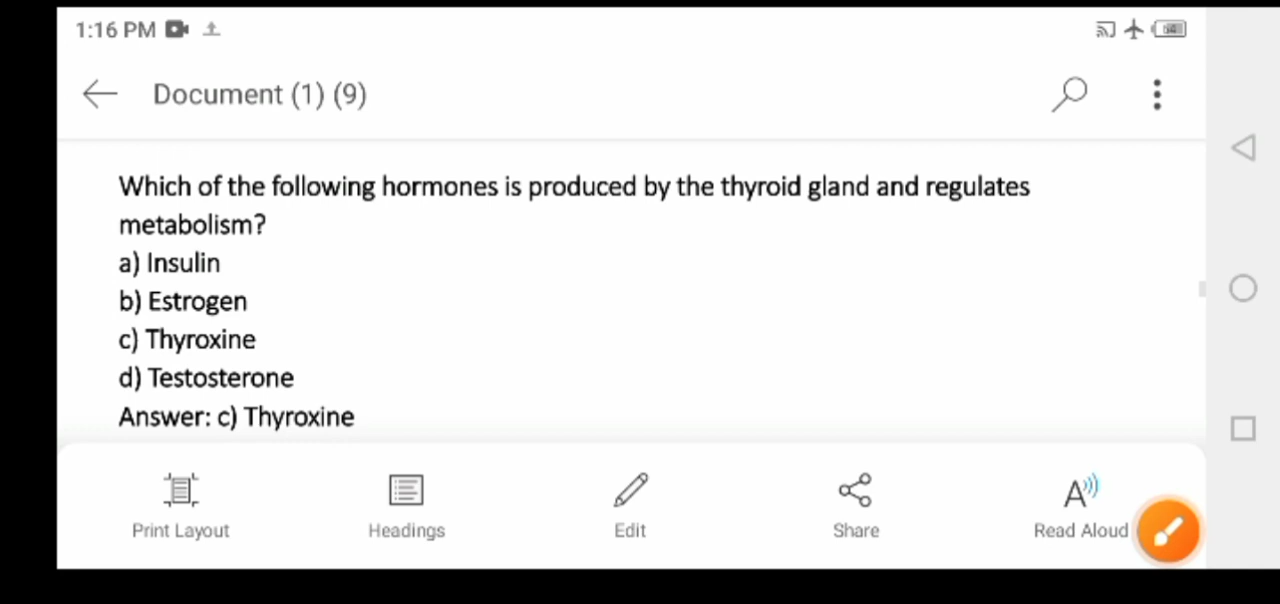 1:16 PM
Document (1) (9)
Which of the following hormones is produced by the thyroid gland and regulates
metabolism?
a) Insulin
b) Estrogen
c) Thyroxine
d) Testosterone
Answer: c) Thyroxine
Print Layout
Headings
Edit
Share
Read Aloud